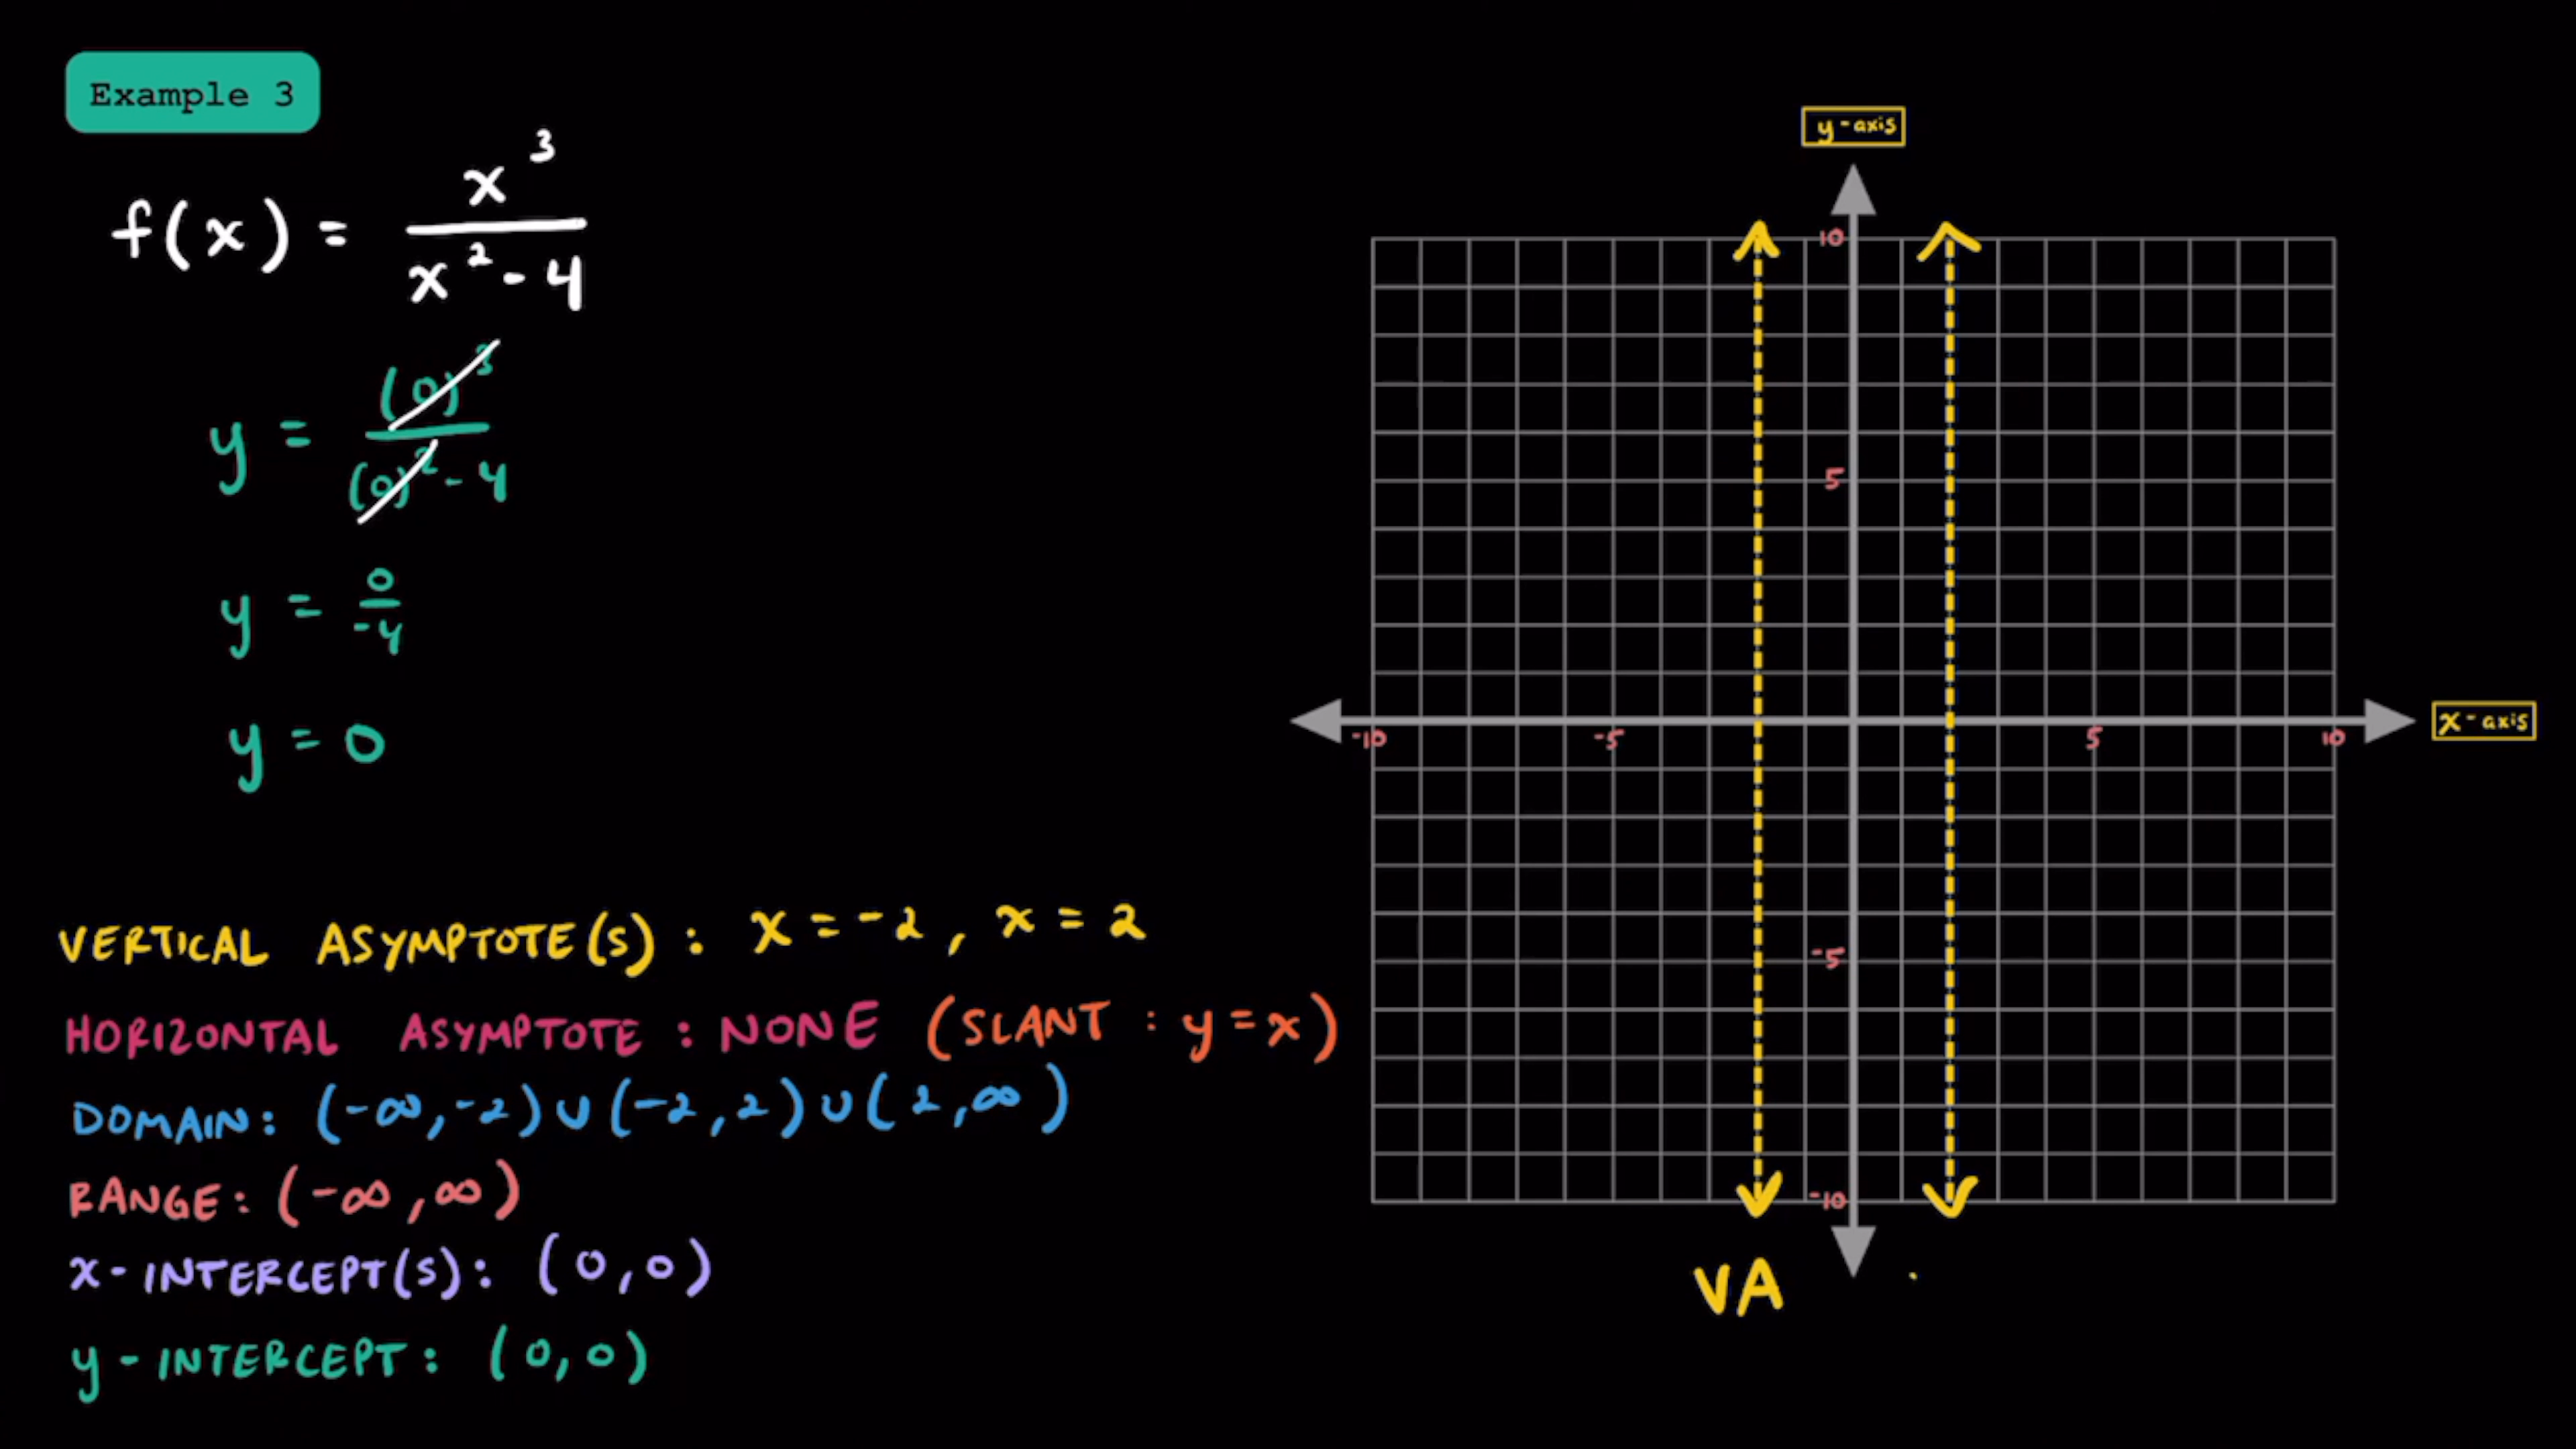 Example 3
f(x) = x³ / x² - 4
y = (0)³ / (0)² - 4
y = 0 / -4
y = 0
VERTICAL ASYMPTOTE(S) : x = -2 , x = 2
HORIZONTAL ASYMPTOTE : NONE (SLANT : y = x)
DOMAIN: (-∞,-2) ∪ (-2,2) ∪ (2,∞)
RANGE: (-∞,∞)
x-INTERCEPT(S): (0,0)
y-INTERCEPT: (0,0)
y-axis
10
5
-10 -5 5 10
x-axis
-5
-10
VA